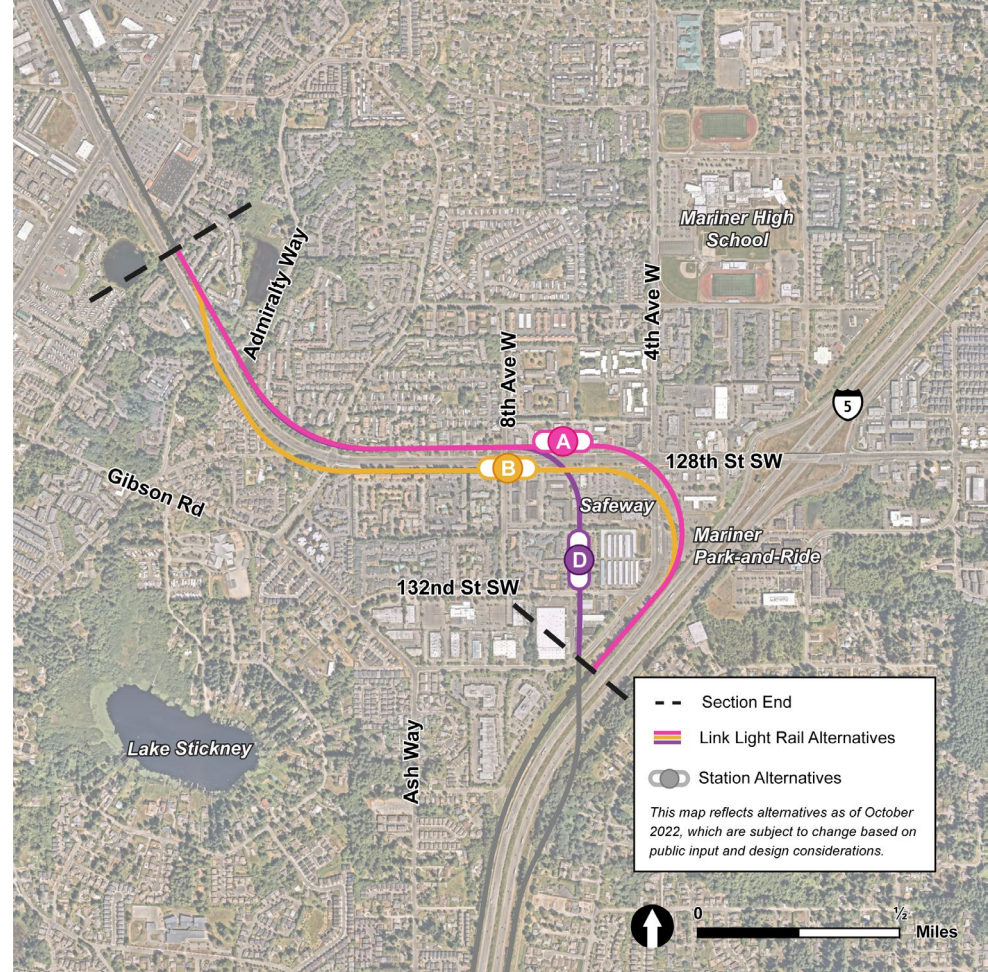 Mariner High
School
Admiralty Way
4th Ave W
8th Ave W
5
A
128th St SW
B
Gibson Rd
Safeway
Mariner
Park-and-Ride
D
132nd St SW
Lake Stickney
Ash Way
Section End
Link Light Rail Alternatives
Station Alternatives
This map reflects alternatives as of October
2022, which are subject to change based on
public input and design considerations.
0
½
Miles